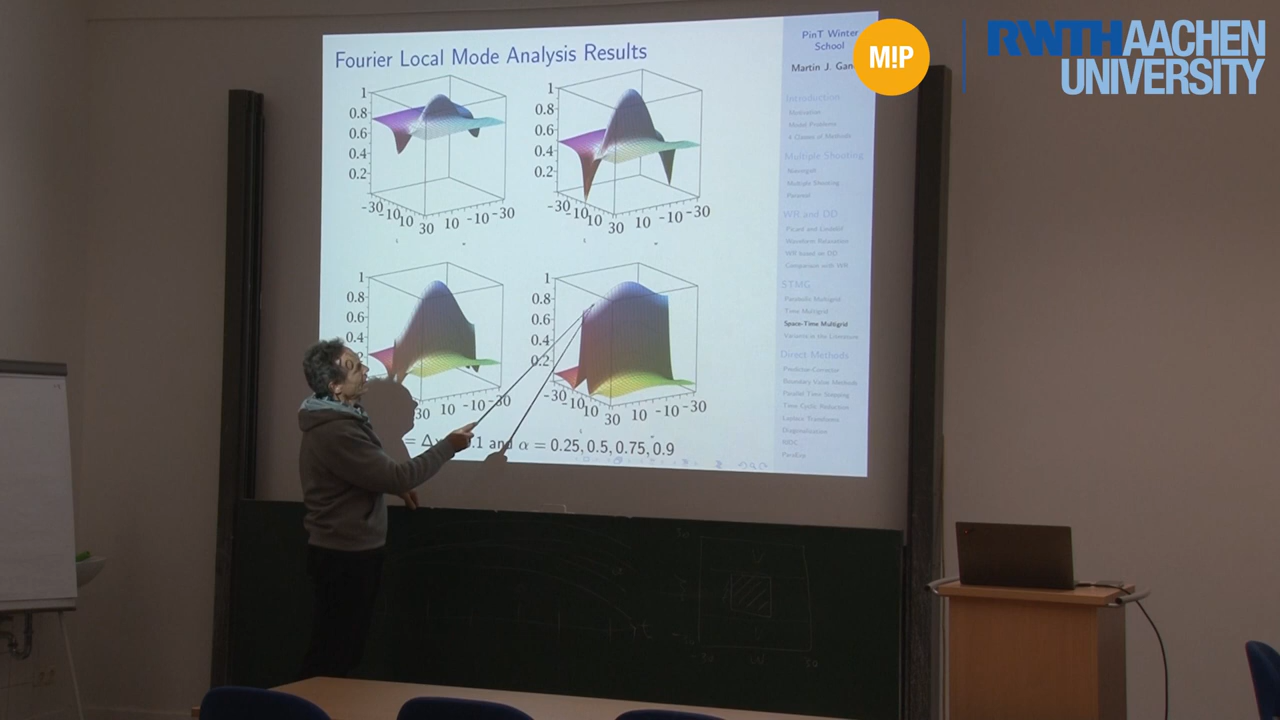 Fourier Local Mode Analysis Results
1
0.8
0.6
0.4
0.2
-30
-10
10
30
10
-10
-30
1
0.8
0.6
0.4
0.2
-30
-10
10
30
10
-10
-30
1
0.8
0.6
0.4
30
10
-10
-30
1
0.8
0.6
0.4
0.2
-30
-10
10
30
10
-10
-30
and α = 0.25, 0.5, 0.75, 0.9
PinT Winter
School
Martin J.
Introduction
Motivation
Model Problems
4 Classes of Methods
Multiple Shooting
Nievergelt
Multiple Shooting
Parareal
WR and DD
Picard and Lindelöf
Waveform Relaxation
WR based on DD
Comparison with WR
STMG
Parabolic Multigrid
Time Multigrid
Space-Time Multigrid
Variants in the Literature
Direct Methods
Predictor-Corrector
Boundary Value Methods
Parallel Time Stepping
Time Cyclic Reduction
Laplace Transforms
Diagonalization
RIDC
ParaExp
M!P
RWTH AACHEN
UNIVERSITY